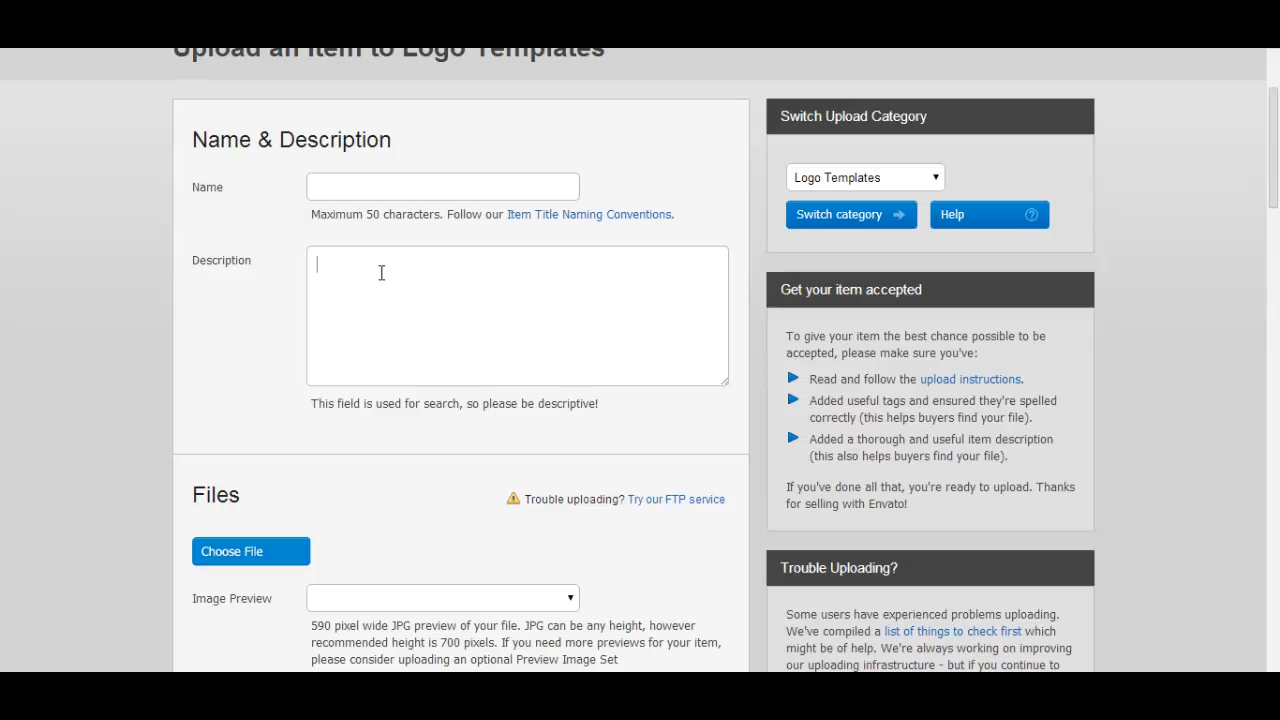 Upload an Item to Logo Templates
Name & Description
Name
Maximum 50 characters. Follow our Item Title Naming Conventions.
Description
This field is used for search, so please be descriptive!
Files
Trouble uploading? Try our FTP service
Choose File
Image Preview
590 pixel wide JPG preview of your file. JPG can be any height, however
recommended height is 700 pixels. If you need more previews for your item,
please consider uploading an optional Preview Image Set
Switch Upload Category
Logo Templates
Switch category
Help
Get your item accepted
To give your item the best chance possible to be
accepted, please make sure you've:
Read and follow the upload instructions.
Added useful tags and ensured they're spelled
correctly (this helps buyers find your file).
Added a thorough and useful item description
(this also helps buyers find your file).
If you've done all that, you're ready to upload. Thanks
for selling with Envato!
Trouble Uploading?
Some users have experienced problems uploading.
We've compiled a list of things to check first which
might be of help. We're always working on improving
our uploading infrastructure - but if you continue to